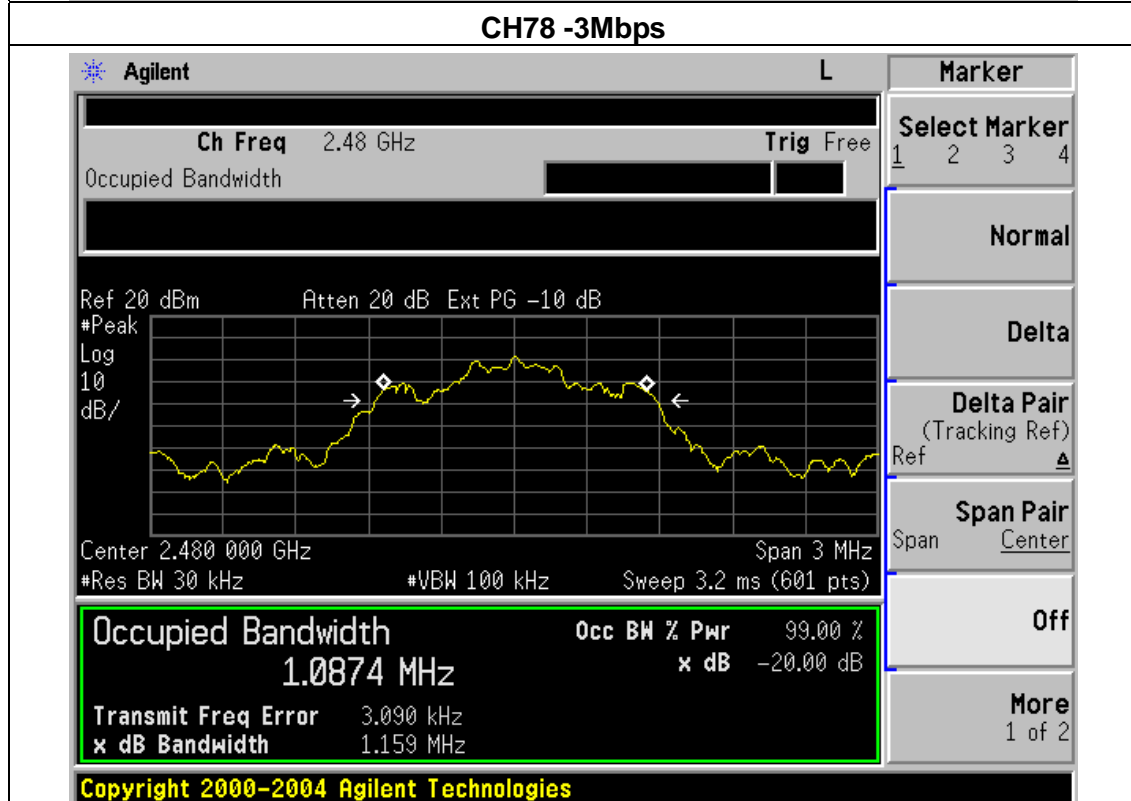 CH78 -3Mbps
Agilent L Marker
Ch Freq 2.48 GHz Trig Free
Occupied Bandwidth
Select Marker
1 2 3 4
Normal
Delta
Delta Pair
(Tracking Ref)
Ref Δ
Span Pair
Span Center
Off
More
1 of 2
Ref 20 dBm Atten 20 dB Ext PG -10 dB
#Peak
Log
10
dB/
Center 2.480 000 GHz Span 3 MHz
#Res BW 30 kHz #VBW 100 kHz Sweep 3.2 ms (601 pts)
Occupied Bandwidth Occ BW % Pwr 99.00 %
1.0874 MHz x dB -20.00 dB
Transmit Freq Error 3.090 kHz
x dB Bandwidth 1.159 MHz
Copyright 2000-2004 Agilent Technologies